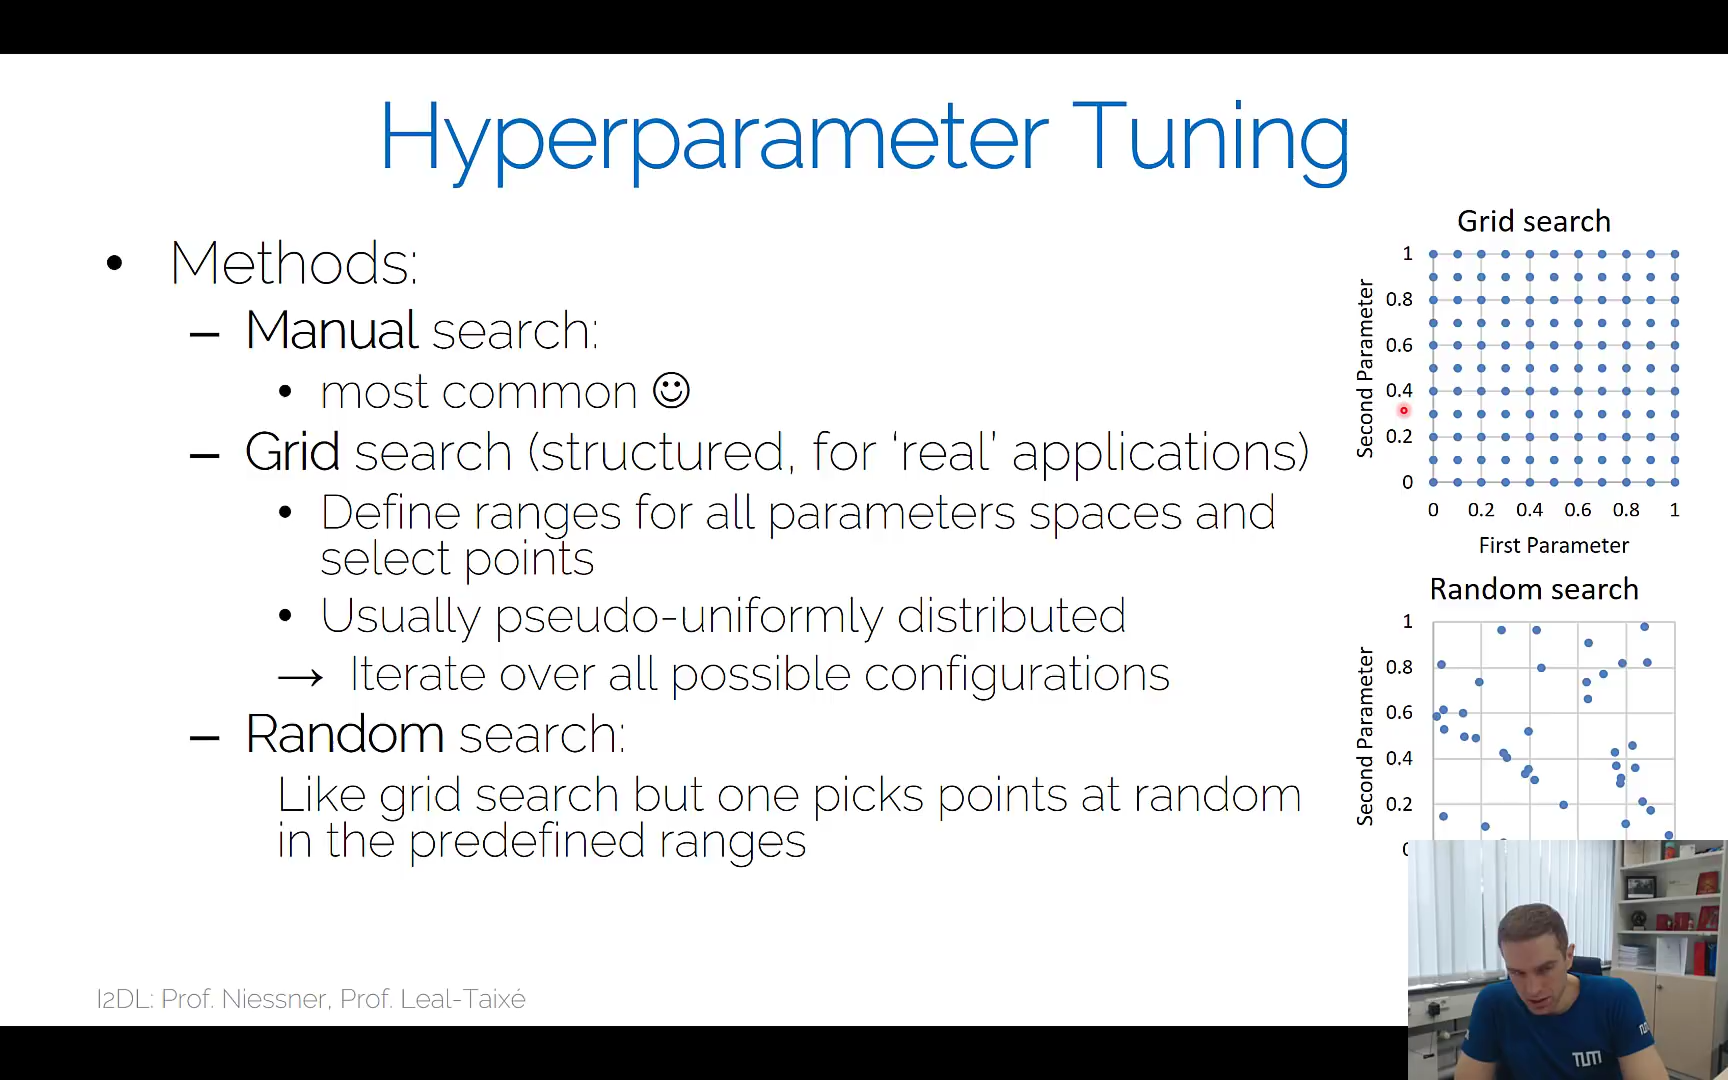 Hyperparameter Tuning
• Methods:
– Manual search:
• most common ☺
– Grid search (structured, for ‘real’ applications)
• Define ranges for all parameters spaces and
select points
• Usually pseudo-uniformly distributed
→ Iterate over all possible configurations
– Random search:
Like grid search but one picks points at random
in the predefined ranges
I2DL: Prof. Niessner, Prof. Leal-Taixé
Grid search
Second Parameter
1
0.8
0.6
0.4
0.2
0
0 0.2 0.4 0.6 0.8 1
First Parameter
Random search
Second Parameter
1
0.8
0.6
0.4
0.2
TUM